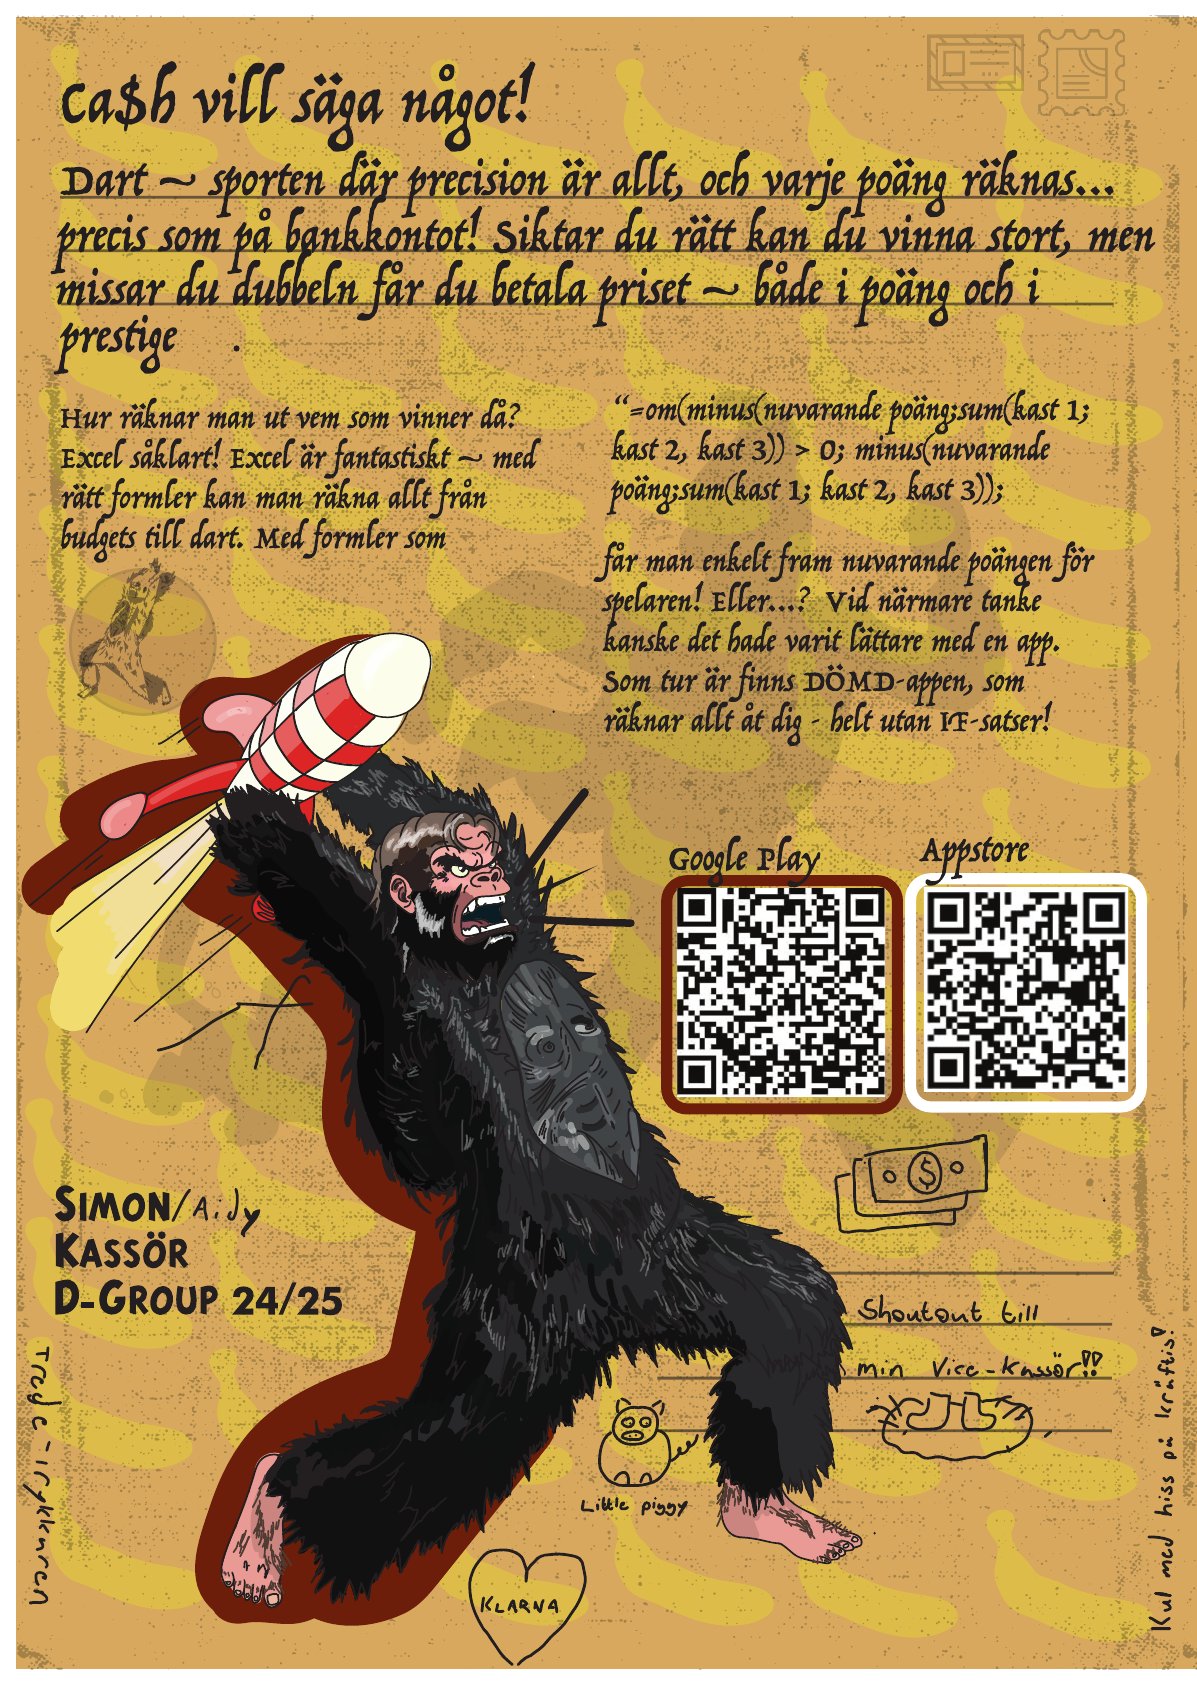 Ca$h vill säga något!
Dart ~ sporten där precision är allt, och varje poäng räknas...
precis som på bankkontot! Siktar du rätt kan du vinna stort, men
missar du dubbeln får du betala priset ~ både i poäng och i
prestige .
Hur räknar man ut vem som vinner då?
Excel såklart! Excel är fantastiskt ~ med
rätt formler kan man räkna allt från
budgets till dart. Med formler som
“=om(minus(nuvarande poäng;sum(kast 1;
kast 2, kast 3)) > 0; minus(nuvarande
poäng;sum(kast 1; kast 2, kast 3));
får man enkelt fram nuvarande poängen för
spelaren! Eller...? Vid närmare tanke
kanske det hade varit lättare med en app.
Som tur är finns DÖMD-appen, som
räknar allt åt dig - helt utan IF-satser!
Google Play
Appstore
SIMON/
KASSÖR
D-GROUP 24/25
Shoutout till
min Vice-Kassör!!
Little piggy
KLARNA
Kul med hiss på kräftis!